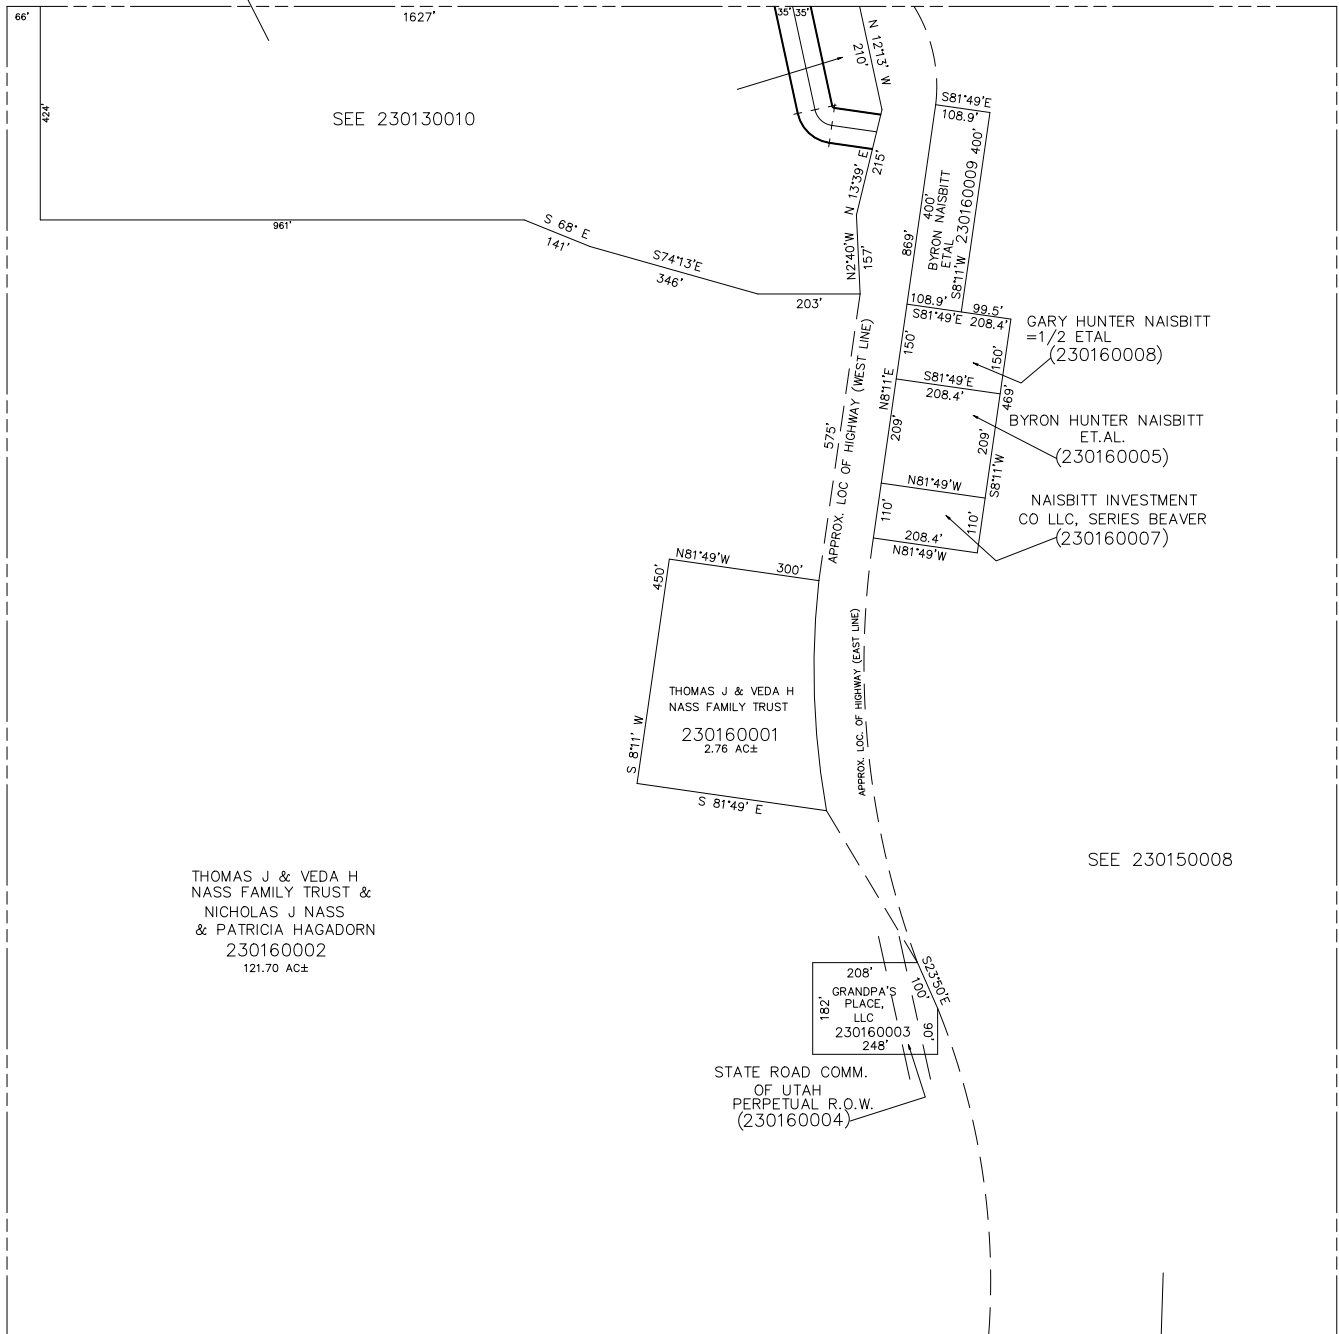 66'
1627'
35' 35'
N 12°13' W
210'
424'
SEE 230130010
S81°49'E
108.9'
400'
230160009
S8°11'W
BYRON NAISBITT
ETAL
400'
869'
N 13°39' E
215'
961'
S 68° E
141'
S74°13'E
346'
203'
N2°40'W
157'
108.9'
S81°49'E
99.5'
208.4'
GARY HUNTER NAISBITT
=1/2 ETAL
(230160008)
150'
150'
S81°49'E
208.4'
N8°11'E
469'
209'
209'
S8°11'W
BYRON HUNTER NAISBITT
ET.AL.
(230160005)
575'
APPROX. LOC OF HIGHWAY (WEST LINE)
N81°49'W
110'
110'
208.4'
N81°49'W
NAISBITT INVESTMENT
CO LLC, SERIES BEAVER
(230160007)
N81°49'W
300'
450'
S 8°11' W
THOMAS J & VEDA H
NASS FAMILY TRUST
230160001
2.76 AC±
S 81°49' E
APPROX. LOC. OF HIGHWAY (EAST LINE)
SEE 230150008
THOMAS J & VEDA H
NASS FAMILY TRUST &
NICHOLAS J NASS
& PATRICIA HAGADORN
230160002
121.70 AC±
S23°50'E
100'
208'
182'
GRANDPA'S
PLACE,
LLC
230160003
248'
90'
STATE ROAD COMM.
OF UTAH
PERPETUAL R.O.W.
(230160004)